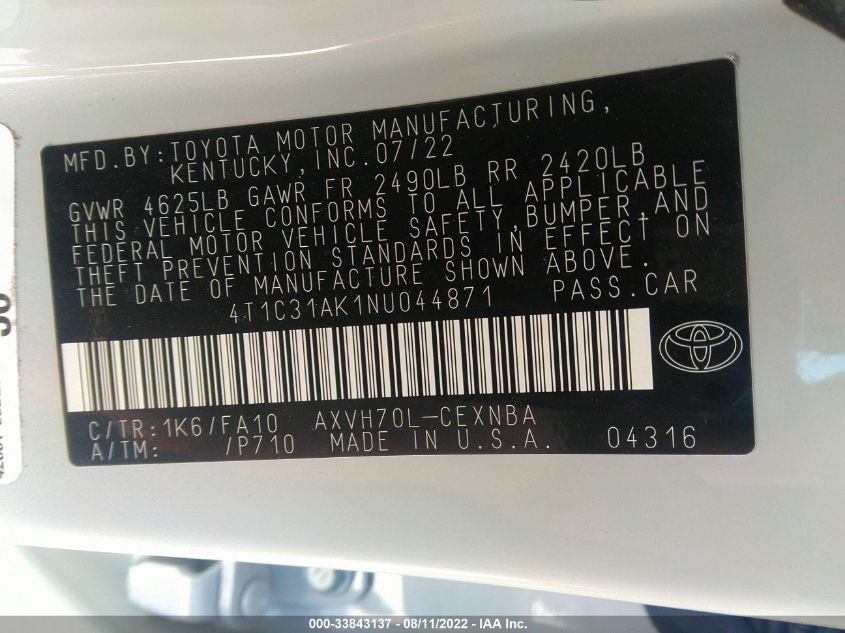 MFD.BY:TOYOTA MOTOR MANUFACTURING,
KENTUCKY,INC.07/22
GVWR 4625LB GAWR FR 2490LB RR 2420LB
THIS VEHICLE CONFORMS TO ALL APPLICABLE
FEDERAL MOTOR VEHICLE SAFETY,BUMPER,AND
THEFT PREVENTION STANDARDS IN EFFECT ON
THE DATE OF MANUFACTURE SHOWN ABOVE.
4T1C31AK1NU044871 PASS.CAR
C/TR:1K6/FA10 AXVH70L-CEXNBA
A/TM: /P710 MADE IN U.S.A. 04316
000-33843137 - 08/11/2022 - IAA Inc.